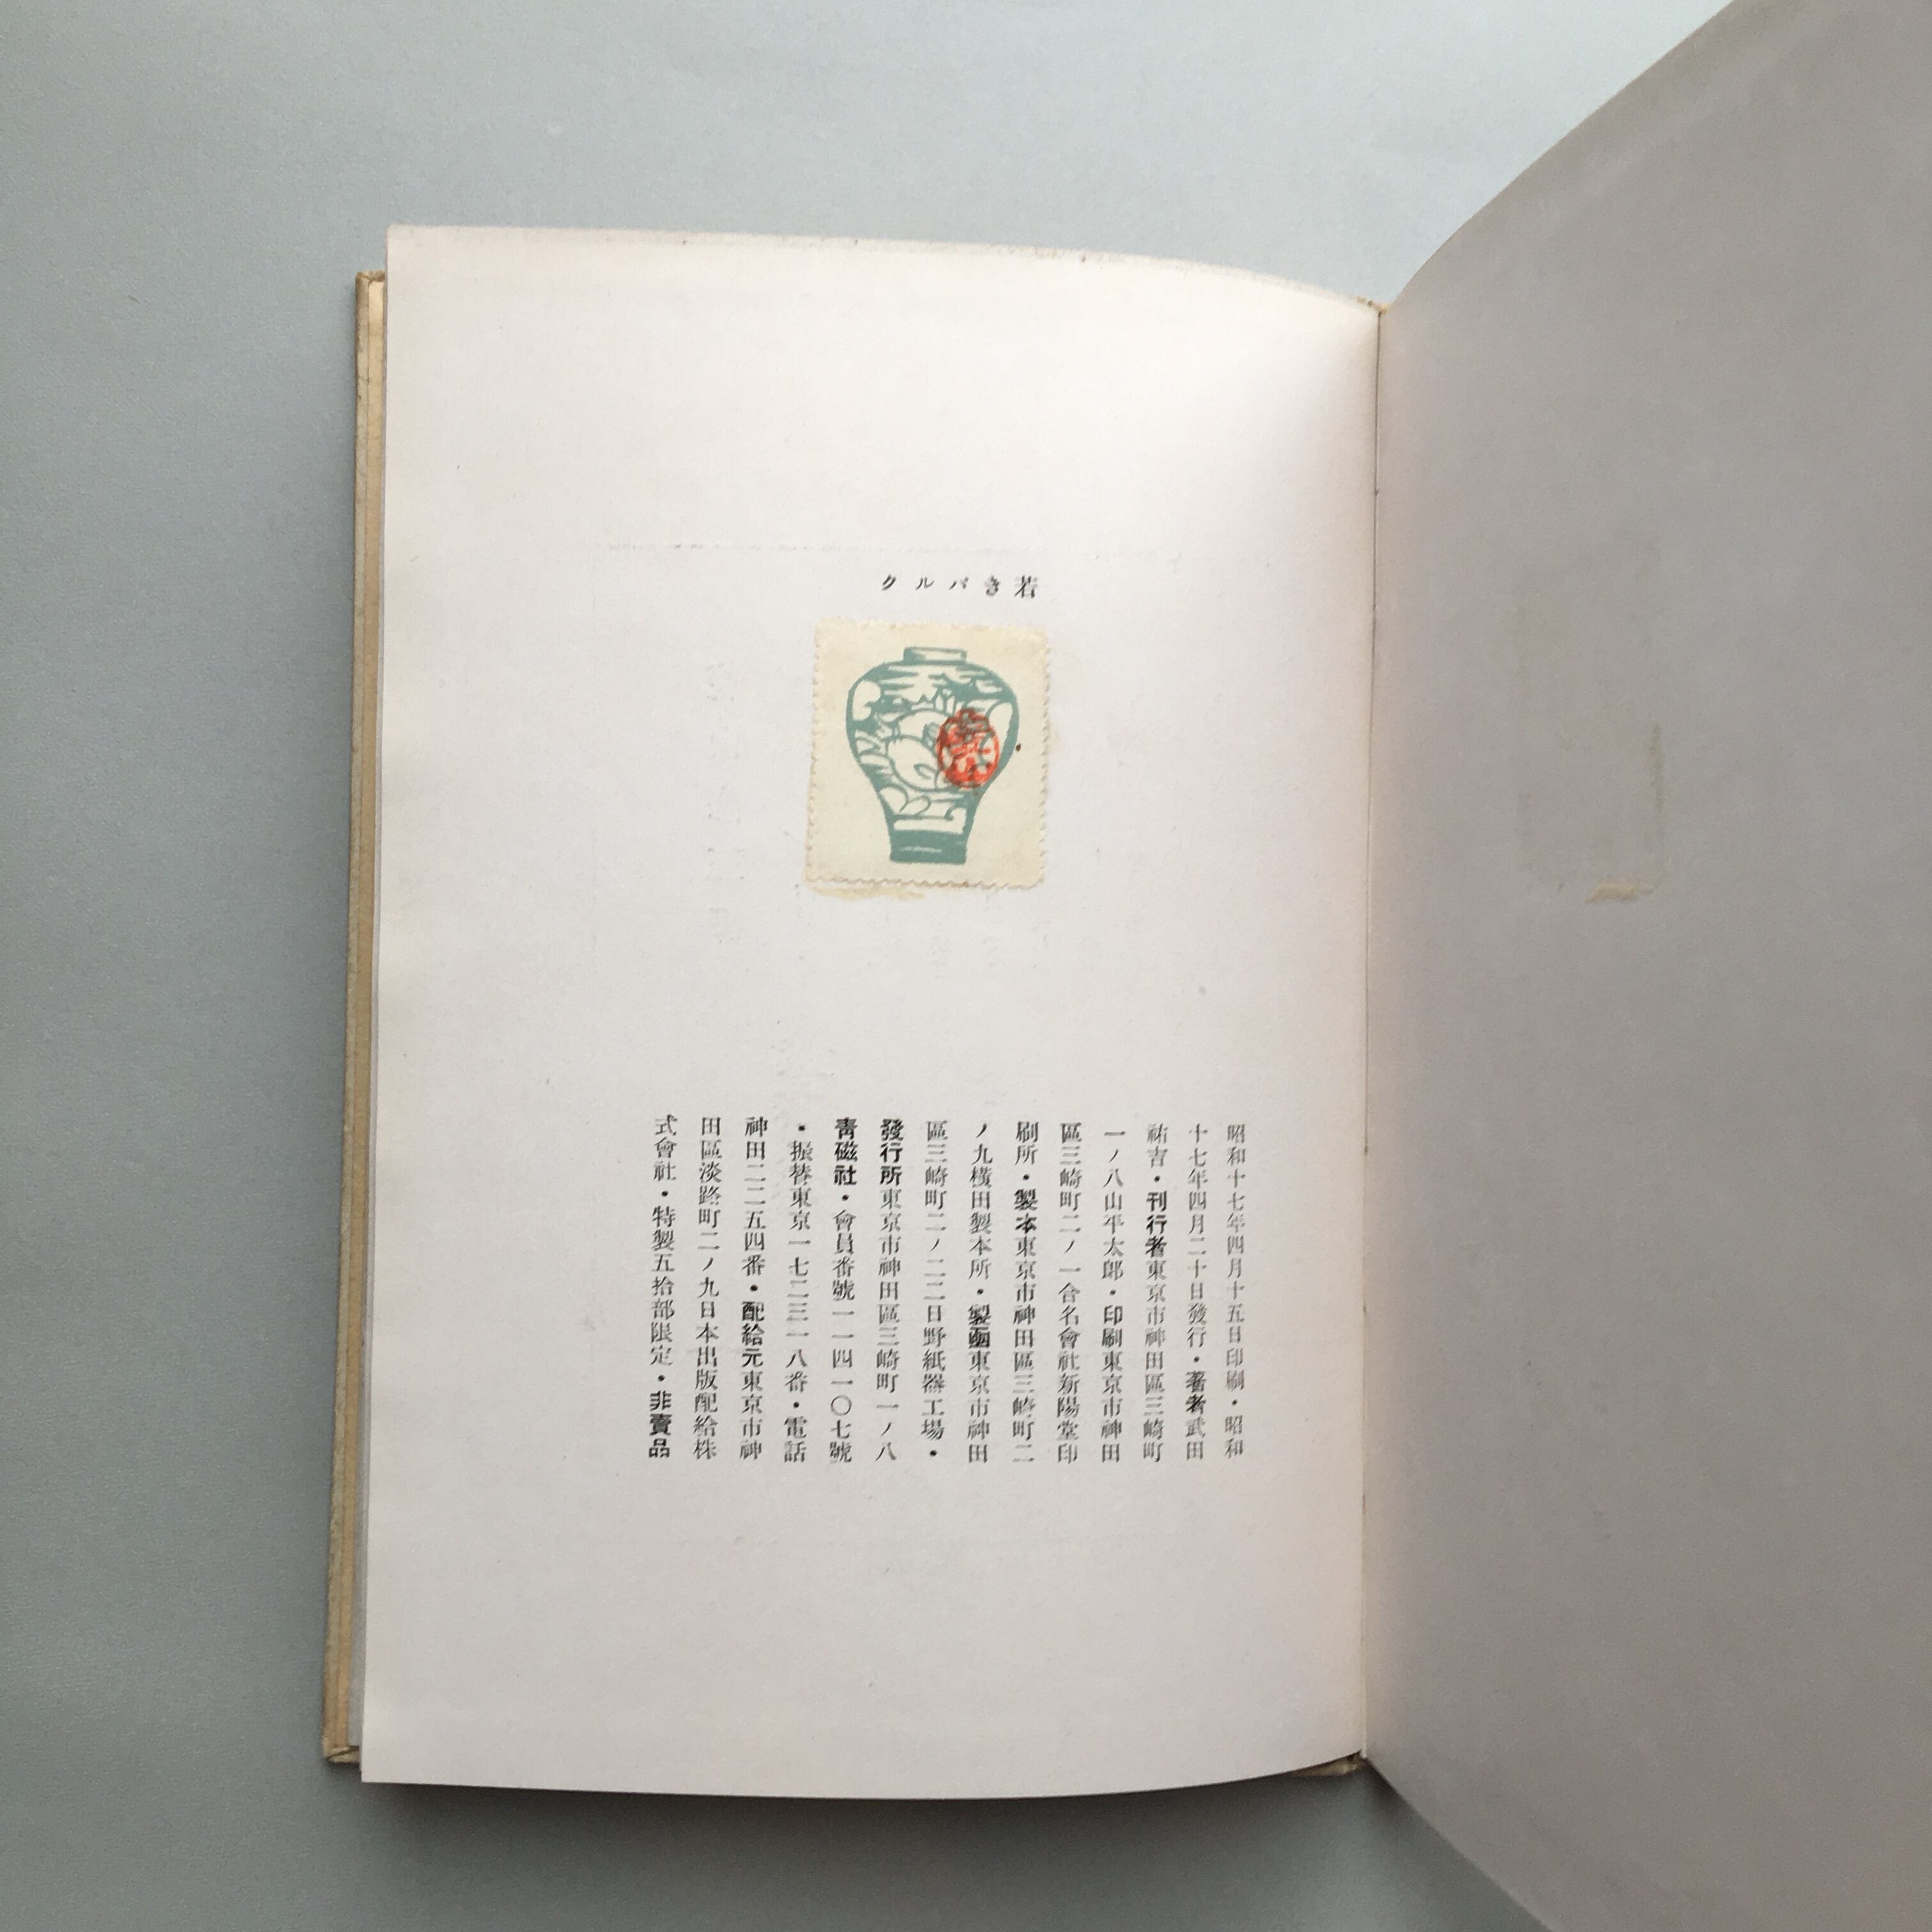 若きパルク
昭和十七年四月十五日印刷・昭和
十七年四月二十日發行・著者武田
祐吉・刊行者東京市神田區三崎町
一ノ八山平太郎・印刷東京市神田
區三崎町二ノ一合名會社新陽堂印
刷所・製本東京市神田區三崎町二
ノ九橫田製本所・製凾東京市神田
區三崎町二ノ二二日野紙器工場・
發行所東京市神田區三崎町一ノ八
靑磁社・會員番號一一四一〇七號
・振替東京一七二三一八番・電話
神田二二五四番・配給元東京市神
田區淡路町二ノ九日本出版配給株
式會社・特製五拾部限定・非賣品